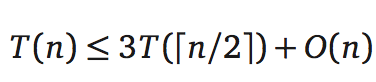 T(n) ≤ 3T(⌈n/2⌉) + O(n)